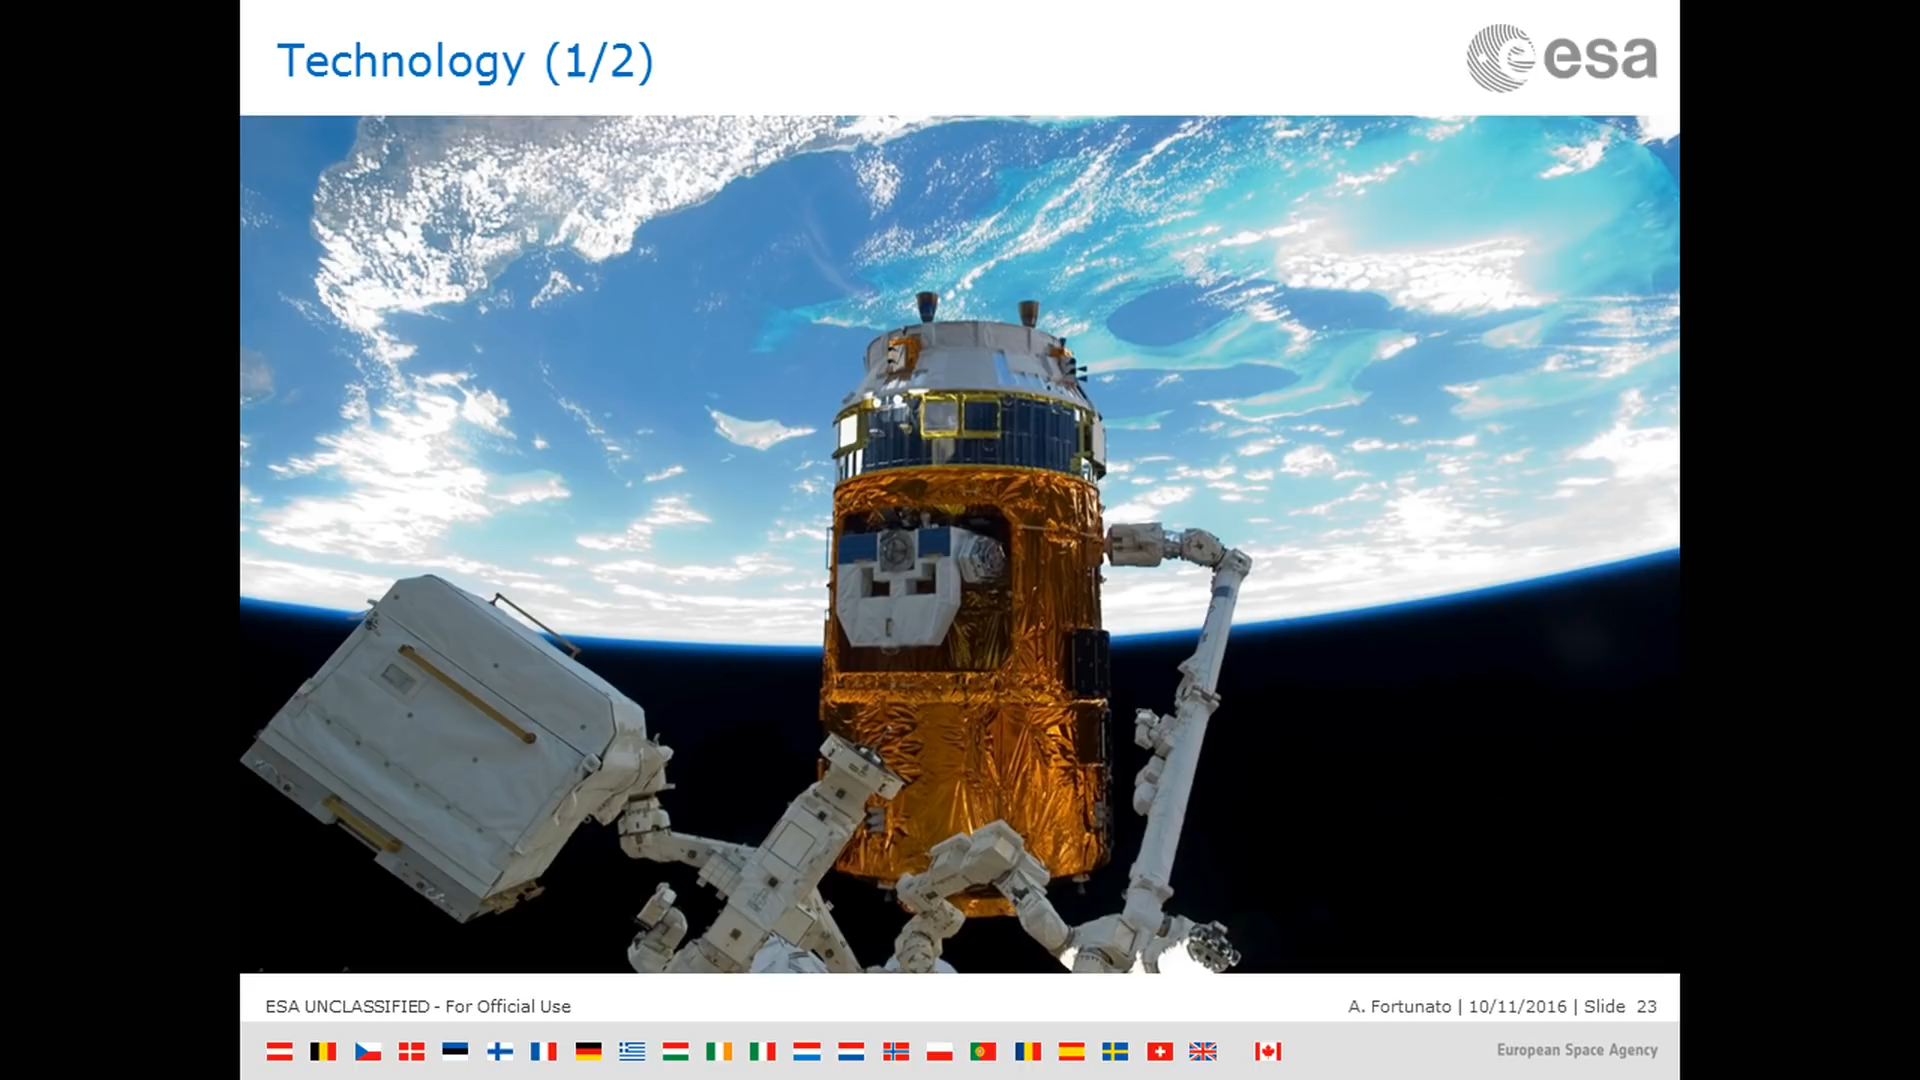 Technology (1/2)
esa
ESA UNCLASSIFIED - For Official Use
A. Fortunato | 10/11/2016 | Slide 23
European Space Agency